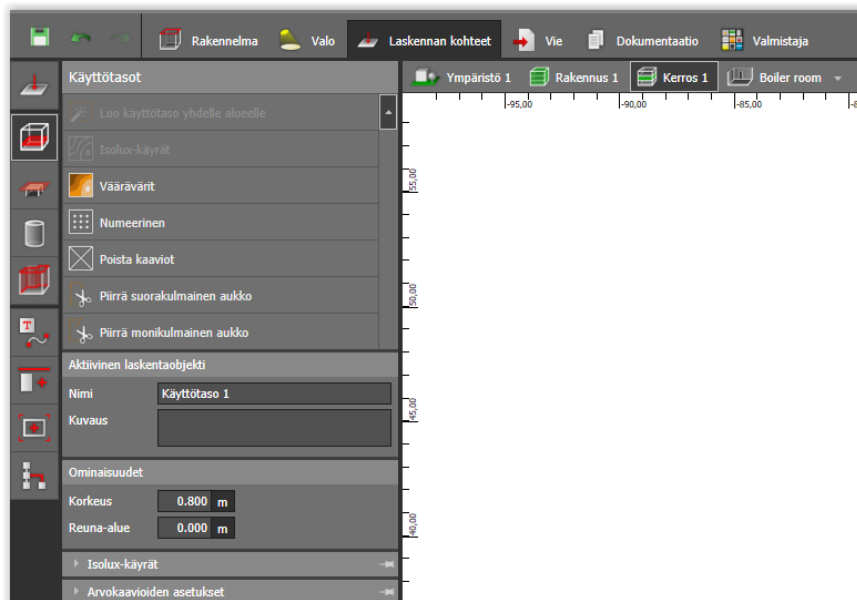 Rakennelma Valo Laskennan kohteet Vie Dokumentaatio Valmistaja
Käyttötasot
Ympäristö 1 Rakennus 1 Kerros 1 Boiler room
-95,00 -90,00 -85,00
Luo käyttötaso yhdelle alueelle
Isolux-käyrät
Väärävärit
Numeerinen
Poista kaaviot
Piirrä suorakulmainen aukko
Piirrä monikulmainen aukko
Aktiivinen laskentaobjekti
Nimi Käyttötaso 1
Kuvaus
Ominaisuudet
Korkeus 0.800 m
Reuna-alue 0.000 m
Isolux-käyrät
Arvokaavioiden asetukset
55,00
50,00
45,00
40,00
T